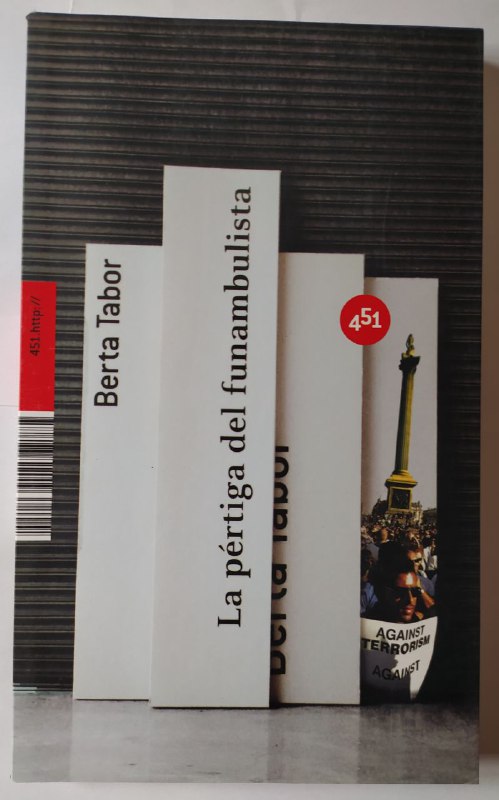 451.http://
Berta Tabor
La pértiga del funambulista
Berta Tabor
451
AGAINST
TERRORISM
AGAINST